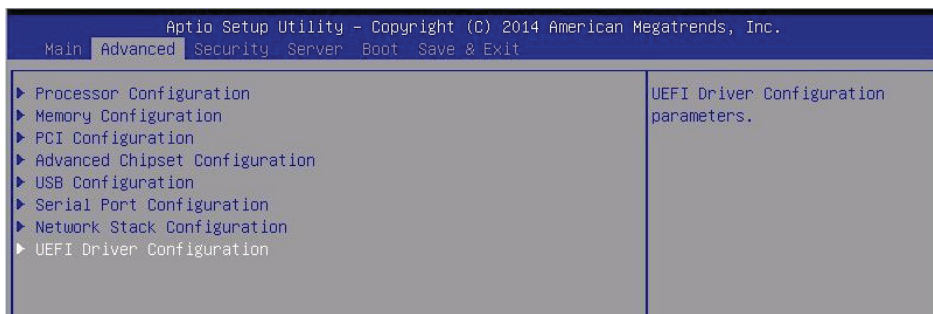 Aptio Setup Utility – Copyright (C) 2014 American Megatrends, Inc.
Main Advanced Security Server Boot Save & Exit
Processor Configuration
Memory Configuration
PCI Configuration
Advanced Chipset Configuration
USB Configuration
Serial Port Configuration
Network Stack Configuration
UEFI Driver Configuration
UEFI Driver Configuration
parameters.